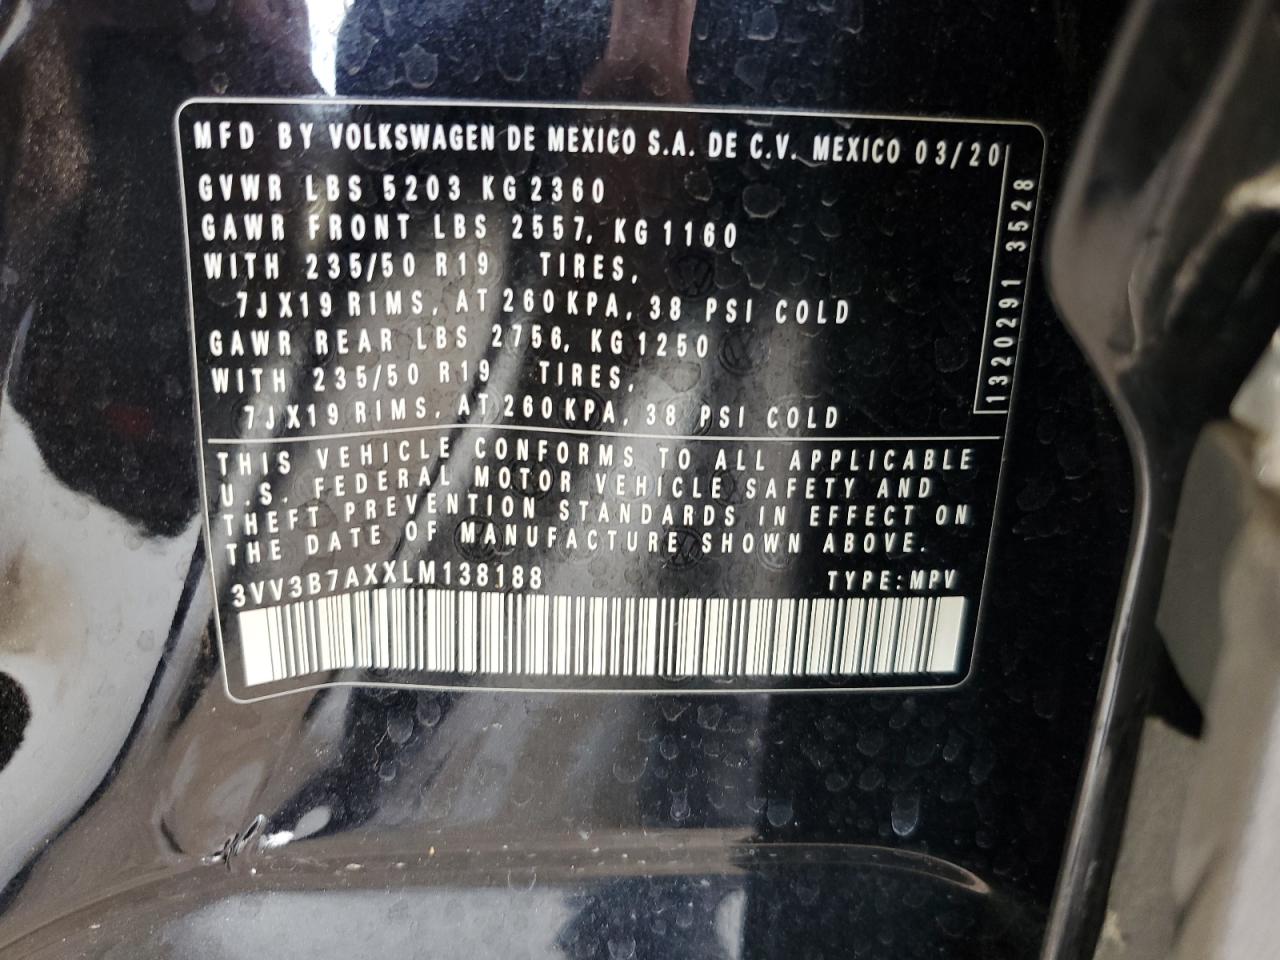 MFD BY VOLKSWAGEN DE MEXICO S.A. DE C.V. MEXICO 03/20
GVWR LBS 5203 KG 2360
GAWR FRONT LBS 2557, KG 1160
WITH 235/50 R19 TIRES,
7JX19 RIMS, AT 260 KPA, 38 PSI COLD
GAWR REAR LBS 2756, KG 1250
WITH 235/50 R19 TIRES,
7JX19 RIMS, AT 260 KPA, 38 PSI COLD
1320291 3528
THIS VEHICLE CONFORMS TO ALL APPLICABLE
U.S. FEDERAL MOTOR VEHICLE SAFETY AND
THEFT PREVENTION STANDARDS IN EFFECT ON
THE DATE OF MANUFACTURE SHOWN ABOVE.
3VV3B7AXXLM138188 TYPE:MPV